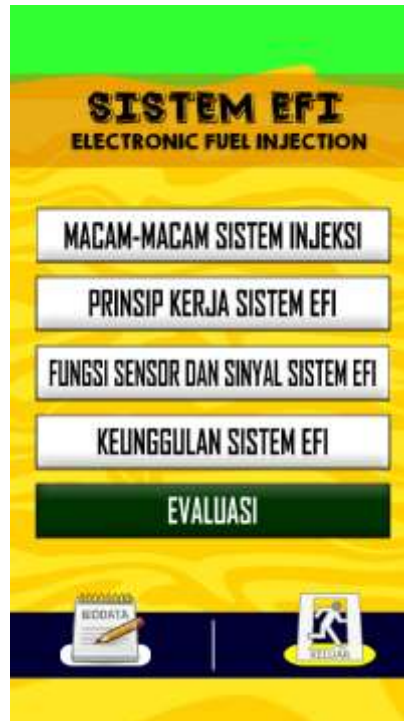 SISTEM EFI
ELECTRONIC FUEL INJECTION
MACAM-MACAM SISTEM INJEKSI
PRINSIP KERJA SISTEM EFI
FUNGSI SENSOR DAN SINYAL SISTEM EFI
KEUNGGULAN SISTEM EFI
EVALUASI
BIODATA
KELUAR